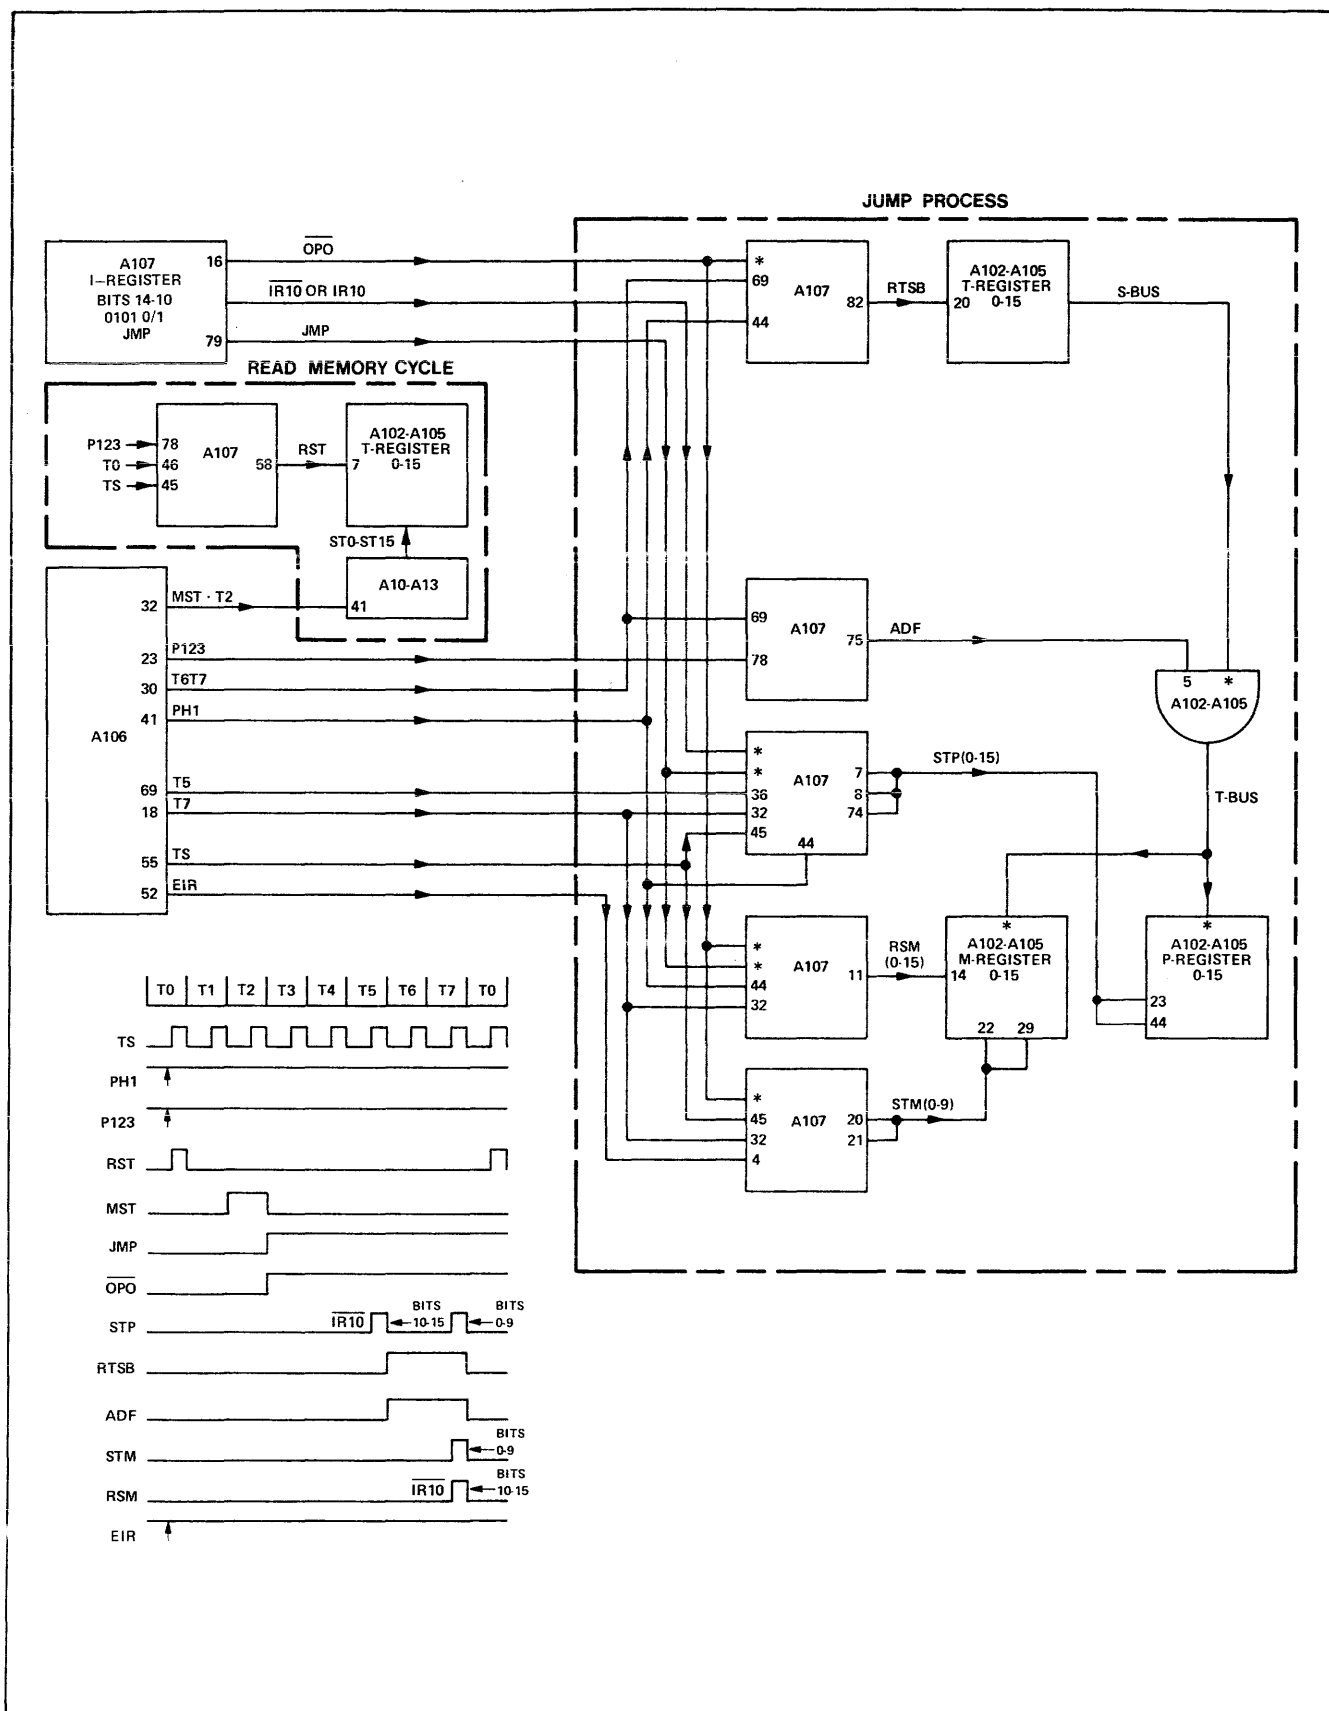 JUMP PROCESS
A107
I-REGISTER
BITS 14-10
0101 0/1
JMP
16
79
OPO
IR10 OR IR10
JMP
*
69
44
A107
82
RTSB
20
A102-A105
T-REGISTER
0-15
S-BUS
READ MEMORY CYCLE
P123
T0
TS
78
46
45
A107
58
RST
7
A102-A105
T-REGISTER
0-15
ST0-ST15
A10-A13
41
A106
32
MST · T2
23
P123
30
T6T7
41
PH1
69
T5
18
T7
55
TS
52
EIR
69
78
A107
75
ADF
5
*
A102-A105
T-BUS
*
*
36
32
45
44
A107
7
8
74
STP(0-15)
*
*
44
32
A107
11
RSM
(0-15)
*
A102-A105
M-REGISTER
0-15
14
22
29
*
A102-A105
P-REGISTER
0-15
23
44
*
45
32
4
A107
20
21
STM(0-9)
T0 T1 T2 T3 T4 T5 T6 T7 T0
TS
PH1
P123
RST
MST
JMP
OPO
STP
IR10
BITS
10-15
BITS
0-9
RTSB
ADF
STM
BITS
0-9
RSM
IR10
BITS
10-15
EIR